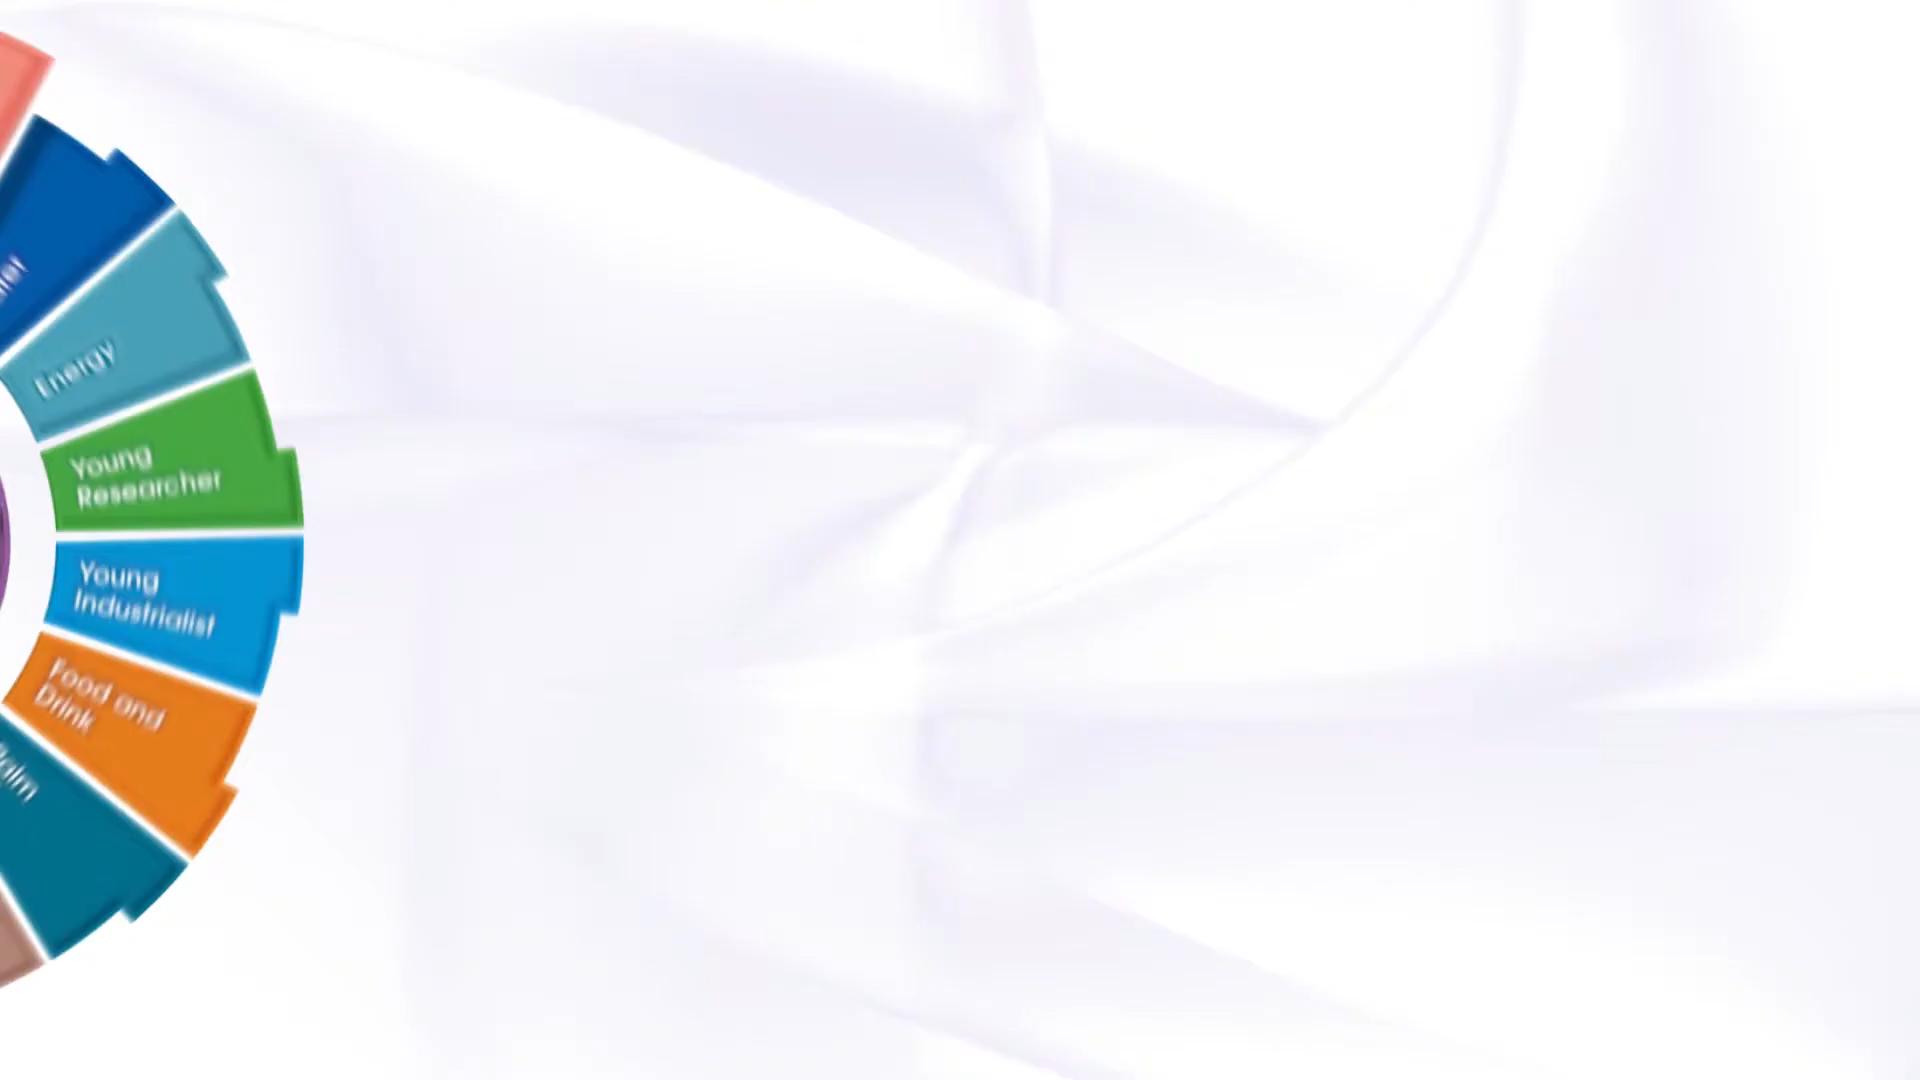 Energy
Young
Researcher
Young
Industrialist
Food and
Drink